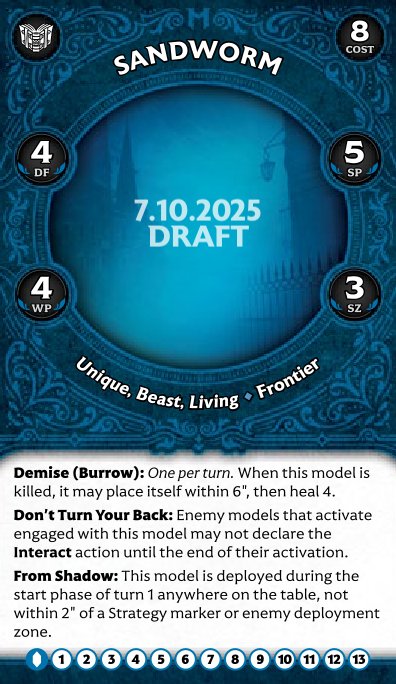 8
COST
SANDWORM
4
DF
5
SP
7.10.2025
DRAFT
4
WP
3
SZ
Unique, Beast, Living ⬥ Frontier
Demise (Burrow): One per turn. When this model is
killed, it may place itself within 6", then heal 4.
Don't Turn Your Back: Enemy models that activate
engaged with this model may not declare the
Interact action until the end of their activation.
From Shadow: This model is deployed during the
start phase of turn 1 anywhere on the table, not
within 2" of a Strategy marker or enemy deployment
zone.
1 2 3 4 5 6 7 8 9 10 11 12 13